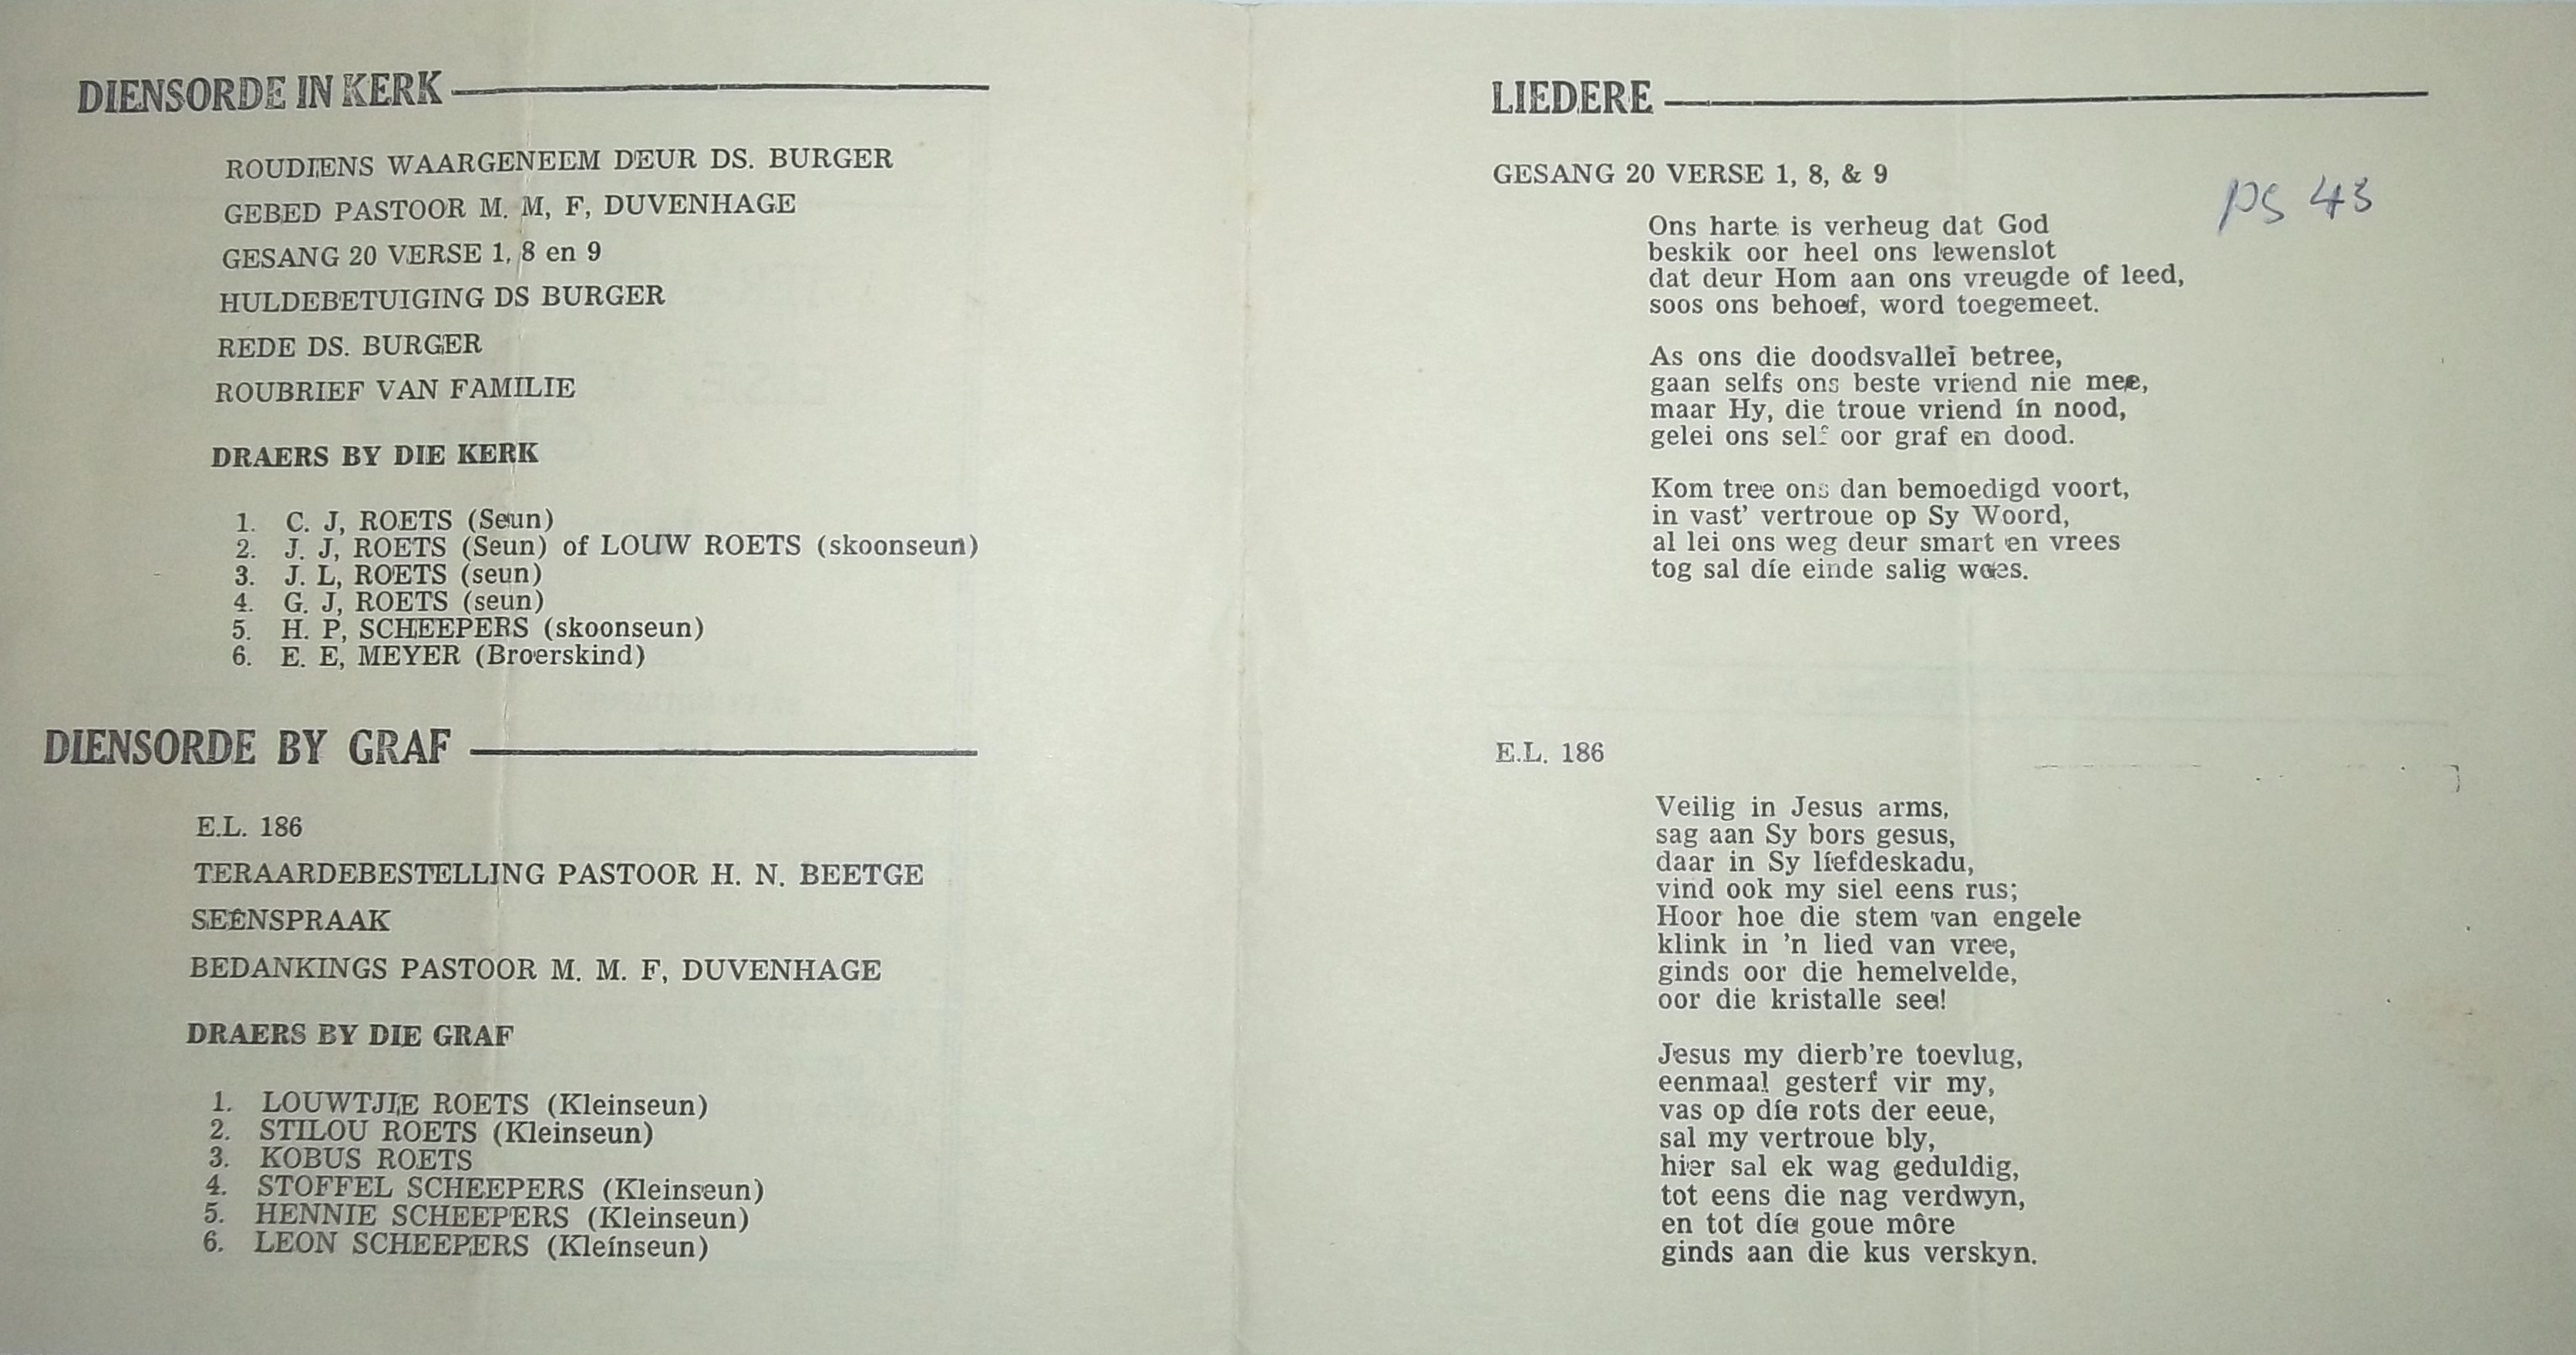 DIENSORDE IN KERK
ROUDIENS WAARGENEEM DEUR DS. BURGER
GEBED PASTOOR M. M, F, DUVENHAGE
GESANG 20 VERSE 1, 8 en 9
HULDEBETUIGING DS BURGER
REDE DS. BURGER
ROUBRIEF VAN FAMILIE
DRAERS BY DIE KERK
1. C. J, ROETS (Seun)
2. J. J, ROETS (Seun) of LOUW ROETS (skoonseun)
3. J. L, ROETS (seun)
4. G. J, ROETS (seun)
5. H. P, SCHEEPERS (skoonseun)
6. E. E, MEYER (Broerskind)
DIENSORDE BY GRAF
E.L. 186
TERAARDEBESTELLING PASTOOR H. N. BEETGE
SEËNSPRAAK
BEDANKINGS PASTOOR M. M. F, DUVENHAGE
DRAERS BY DIE GRAF
1. LOUWTJIE ROETS (Kleinseun)
2. STILOU ROETS (Kleinseun)
3. KOBUS ROETS
4. STOFFEL SCHEEPERS (Kleinseun)
5. HENNIE SCHEEPERS (Kleinseun)
6. LEON SCHEEPERS (Kleinseun)
LIEDERE
GESANG 20 VERSE 1, 8, & 9
ps 43
Ons harte is verheug dat God
beskik oor heel ons lewenslot
dat deur Hom aan ons vreugde of leed,
soos ons behoef, word toegemeet.
As ons die doodsvallei betree,
gaan selfs ons beste vriend nie mee,
maar Hy, die troue vriend in nood,
gelei ons self oor graf en dood.
Kom tree ons dan bemoedigd voort,
in vast' vertroue op Sy Woord,
al lei ons weg deur smart en vrees
tog sal die einde salig wees.
E.L. 186
Veilig in Jesus arms,
sag aan Sy bors gesus,
daar in Sy liefdeskadu,
vind ook my siel eens rus;
Hoor hoe die stem van engele
klink in 'n lied van vree,
ginds oor die hemelvelde,
oor die kristalle see!
Jesus my dierb're toevlug,
eenmaal gesterf vir my,
vas op die rots der eeue,
sal my vertroue bly,
hier sal ek wag geduldig,
tot eens die nag verdwyn,
en tot die goue môre
ginds aan die kus verskyn.